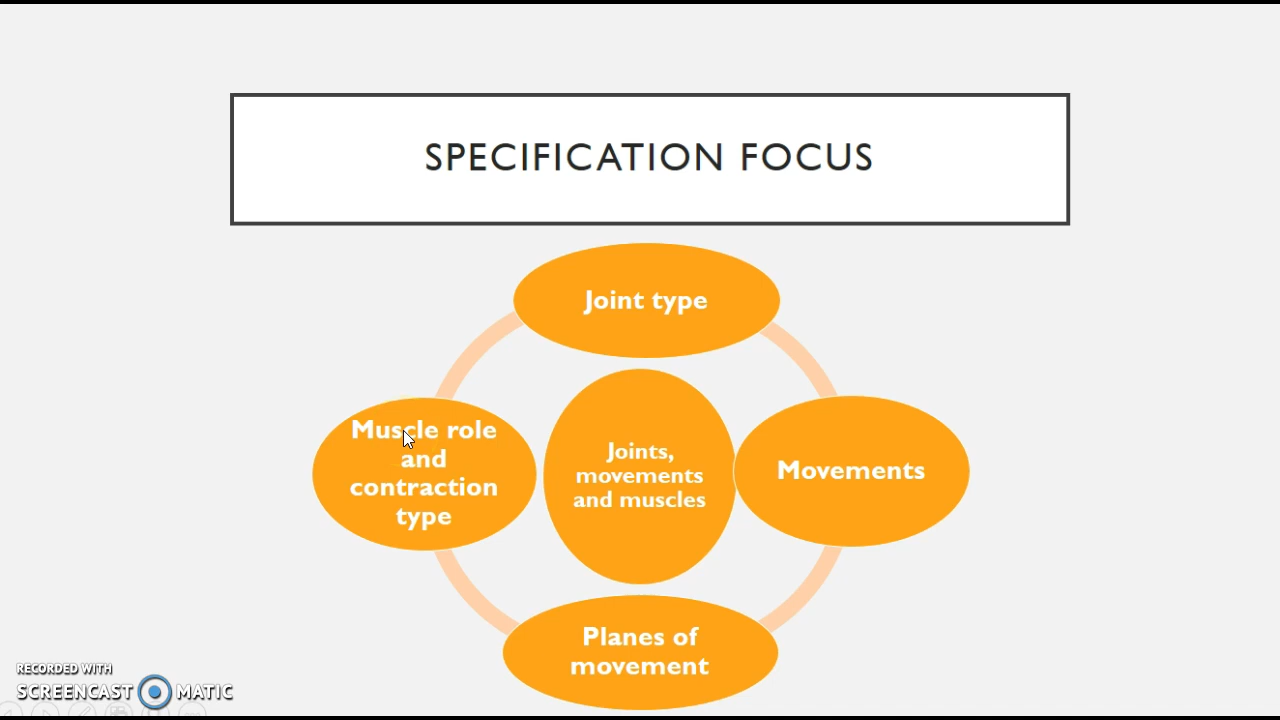 SPECIFICATION FOCUS
Joint type
Muscle role
and
contraction
type
Joints,
movements
and muscles
Movements
Planes of
movement
RECORDED WITH
SCREENCAST MATIC